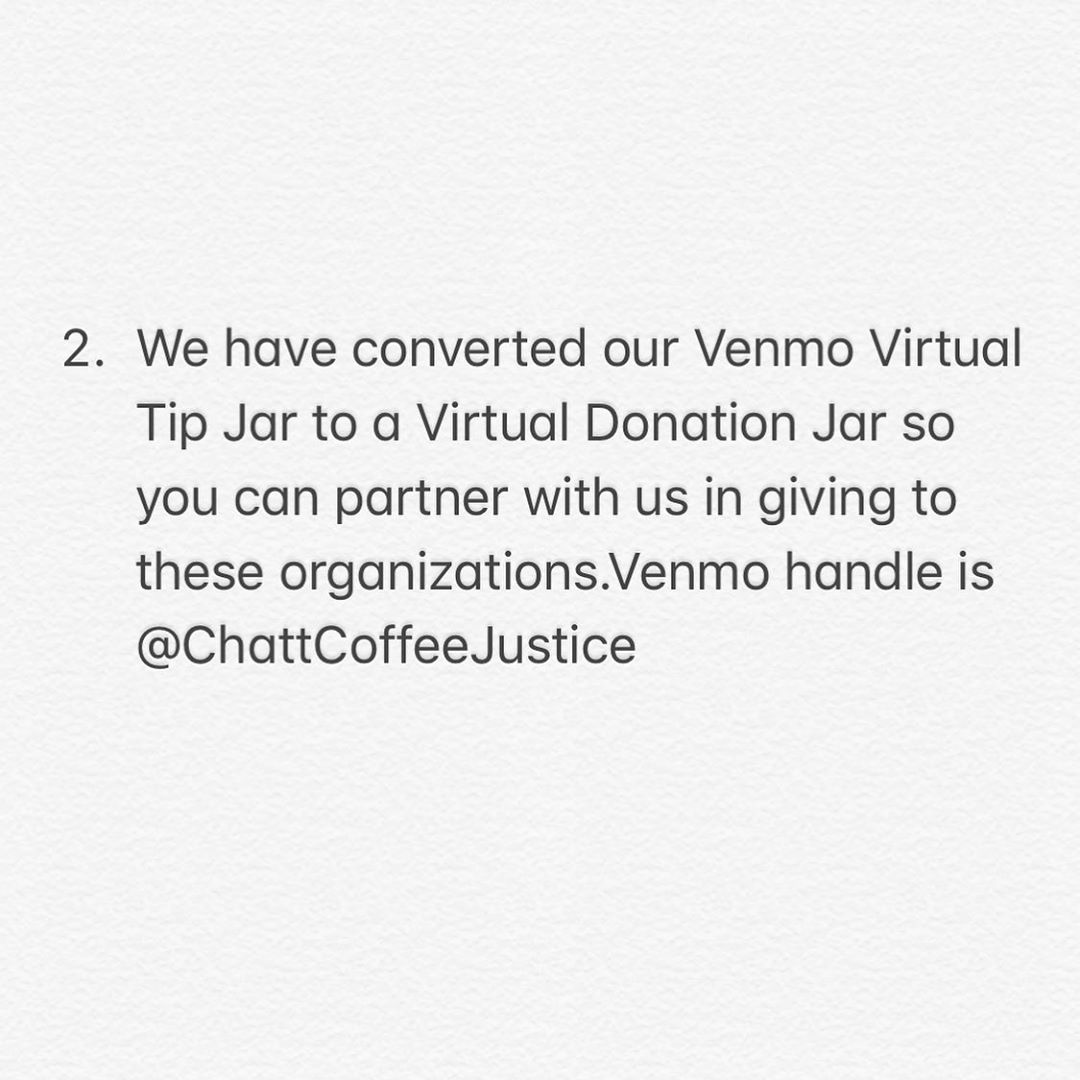 2. We have converted our Venmo Virtual
Tip Jar to a Virtual Donation Jar so
you can partner with us in giving to
these organizations.Venmo handle is
@ChattCoffeeJustice